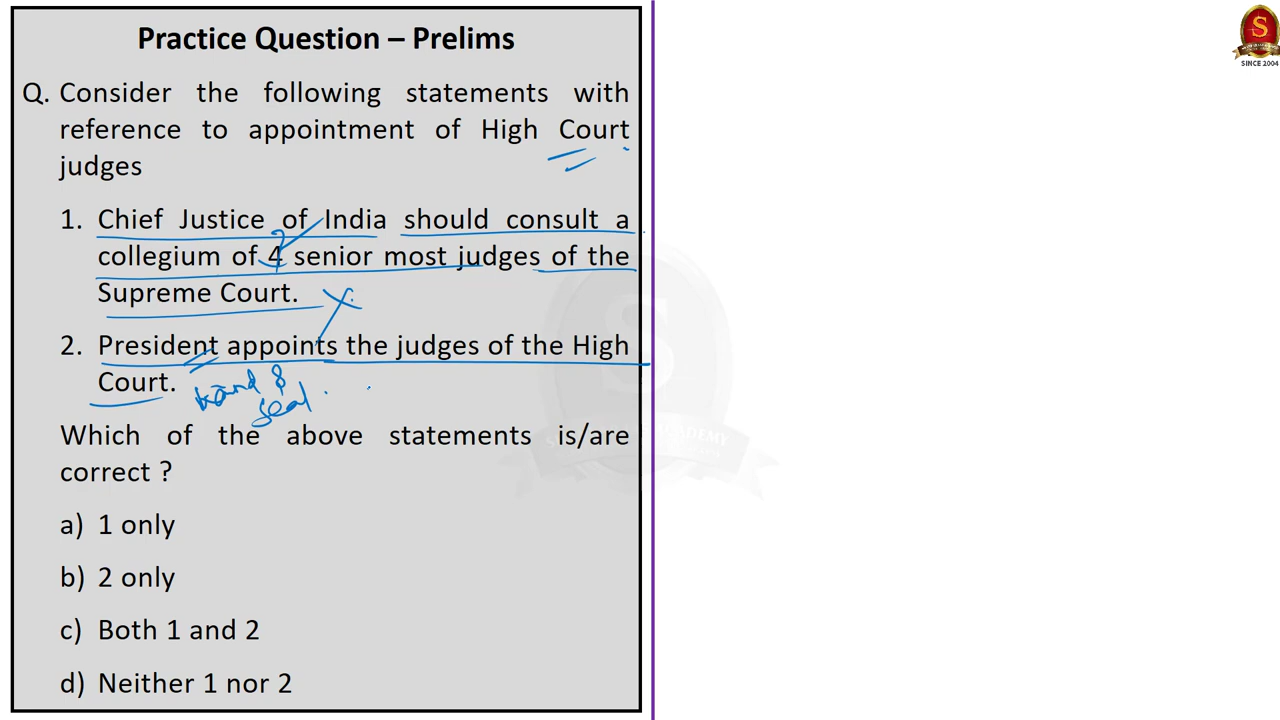 Practice Question – Prelims
S
SINCE 2004
Q. Consider the following statements with
reference to appointment of High Court
judges
1. Chief Justice of India should consult a
collegium of 4 senior most judges of the
Supreme Court.
2. President appoints the judges of the High
Court.
hand &
seal.
Which of the above statements is/are
correct ?
a) 1 only
b) 2 only
c) Both 1 and 2
d) Neither 1 nor 2